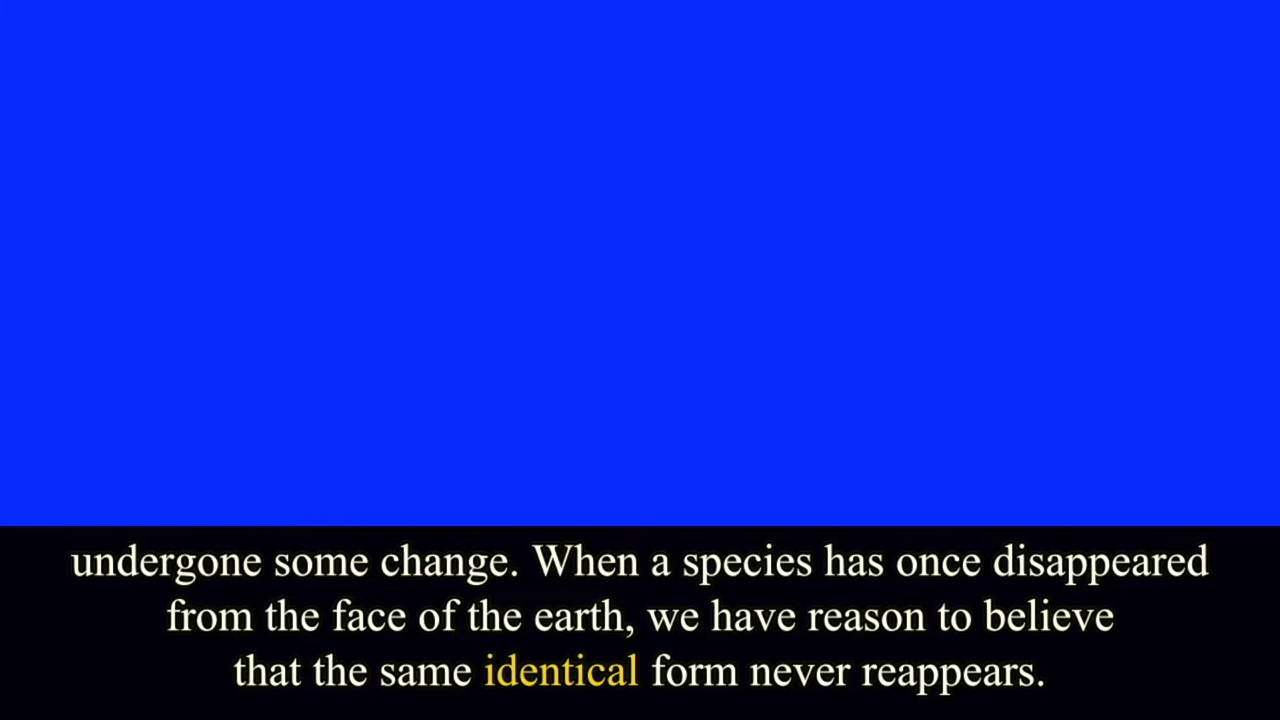 undergone some change. When a species has once disappeared
from the face of the earth, we have reason to believe
that the same identical form never reappears.